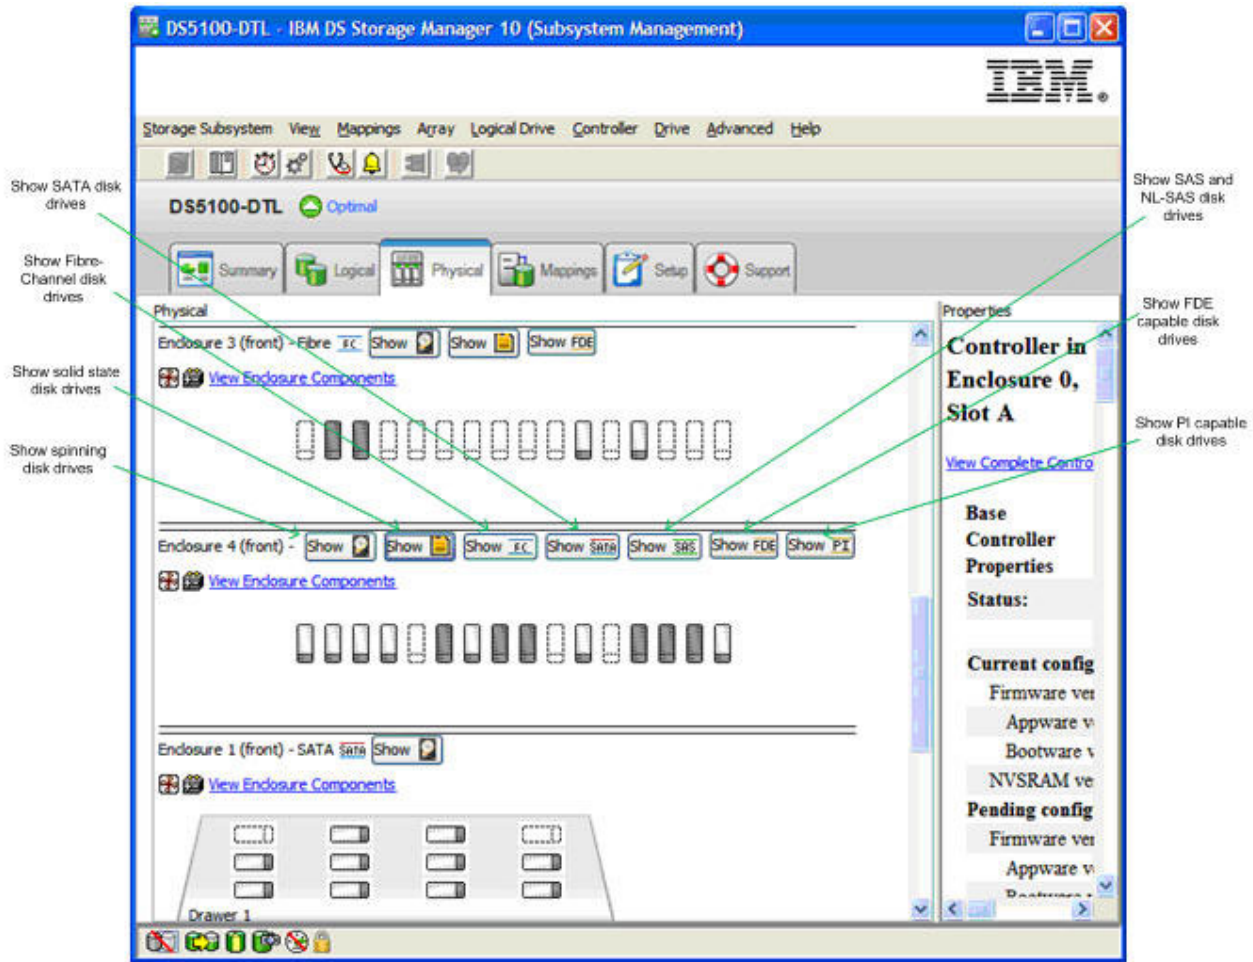 DS5100-DTL - IBM DS Storage Manager 10 (Subsystem Management)
IBM®
Storage Subsystem View Mappings Array Logical Drive Controller Drive Advanced Help
DS5100-DTL Optimal
Summary Logical Physical Mappings Setup Support
Show SATA disk
drives
Show Fibre-
Channel disk
drives
Show solid state
disk drives
Show spinning
disk drives
Show SAS and
NL-SAS disk
drives
Show FDE
capable disk
drives
Show PI capable
disk drives
Physical
Enclosure 3 (front) - Fibre FC Show Show Show FDE
View Enclosure Components
Enclosure 4 (front) - Show Show Show FC Show SATA Show SAS Show FDE Show PI
View Enclosure Components
Enclosure 1 (front) - SATA SATA Show
View Enclosure Components
Drawer 1
Properties
Controller in
Enclosure 0,
Slot A
View Complete Contro
Base
Controller
Properties
Status:
Current config
Firmware ver
Appware v
Bootware v
NVSRAM ve
Pending config
Firmware ver
Appware v